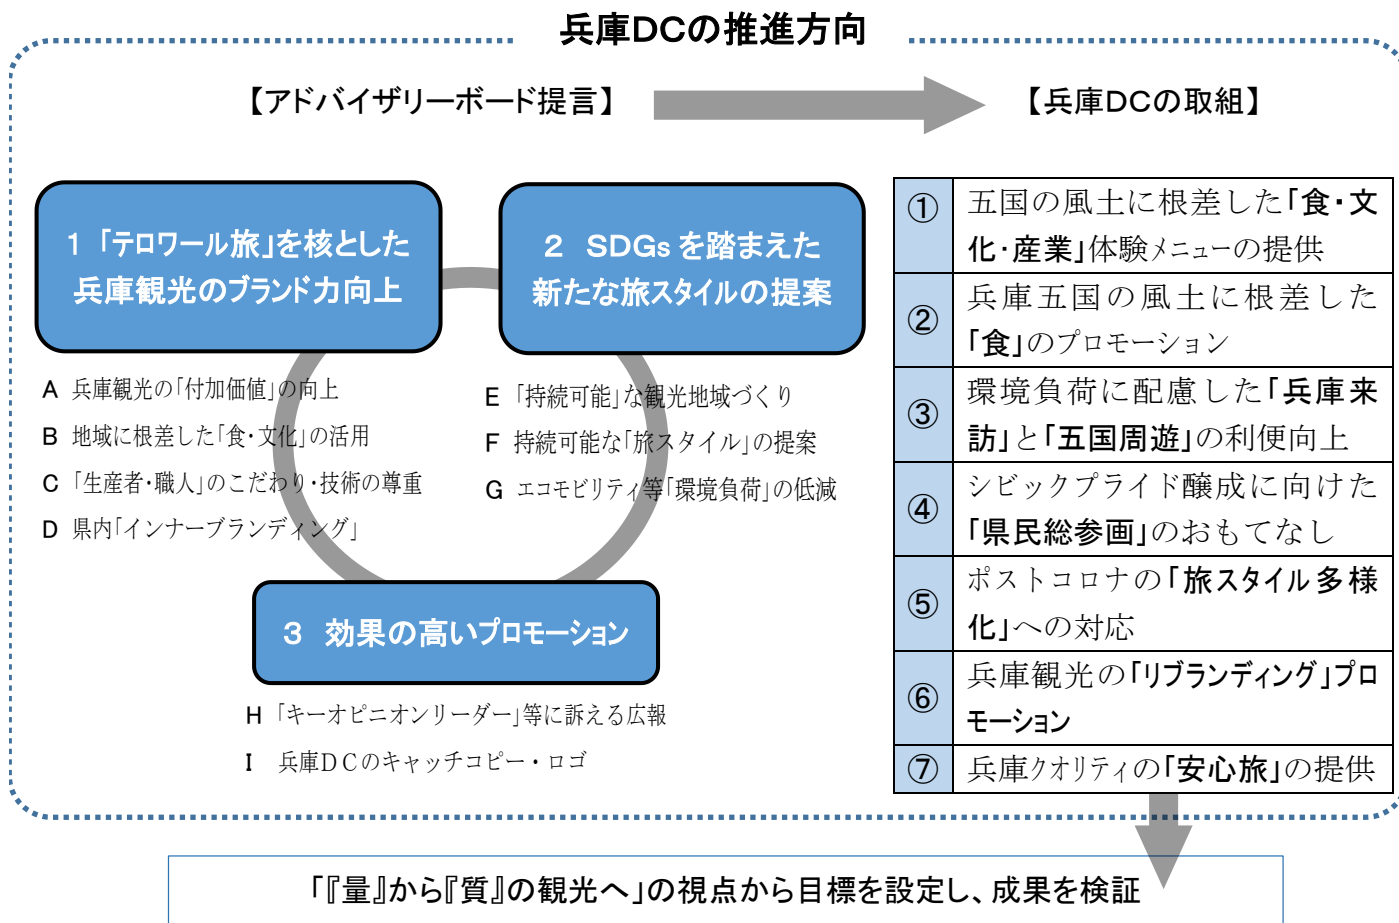 兵庫DCの推進方向
【アドバイザリーボード提言】
【兵庫DCの取組】
1 「テロワール旅」を核とした
兵庫観光のブランド力向上
2 SDGs を踏まえた
新たな旅スタイルの提案
A 兵庫観光の「付加価値」の向上
B 地域に根差した「食・文化」の活用
C 「生産者・職人」のこだわり・技術の尊重
D 県内「インナーブランディング」
E 「持続可能」な観光地域づくり
F 持続可能な「旅スタイル」の提案
G エコモビリティ等「環境負荷」の低減
3 効果の高いプロモーション
H 「キーオピニオンリーダー」等に訴える広報
I 兵庫DCのキャッチコピー・ロゴ
① 五国の風土に根差した「食・文
化・産業」体験メニューの提供
② 兵庫五国の風土に根差した
「食」のプロモーション
③ 環境負荷に配慮した「兵庫来
訪」と「五国周遊」の利便向上
④ シビックプライド醸成に向けた
「県民総参画」のおもてなし
⑤ ポストコロナの「旅スタイル多様
化」への対応
⑥ 兵庫観光の「リブランディング」プロ
モーション
⑦ 兵庫クオリティの「安心旅」の提供
「『量』から『質』の観光へ」の視点から目標を設定し、成果を検証